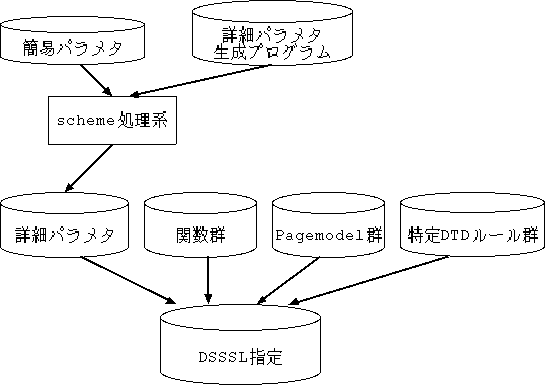 簡易パラメタ
詳細パラメタ
生成プログラム
scheme処理系
詳細パラメタ
関数群
Pagemodel群
特定DTDルール群
DSSSL指定